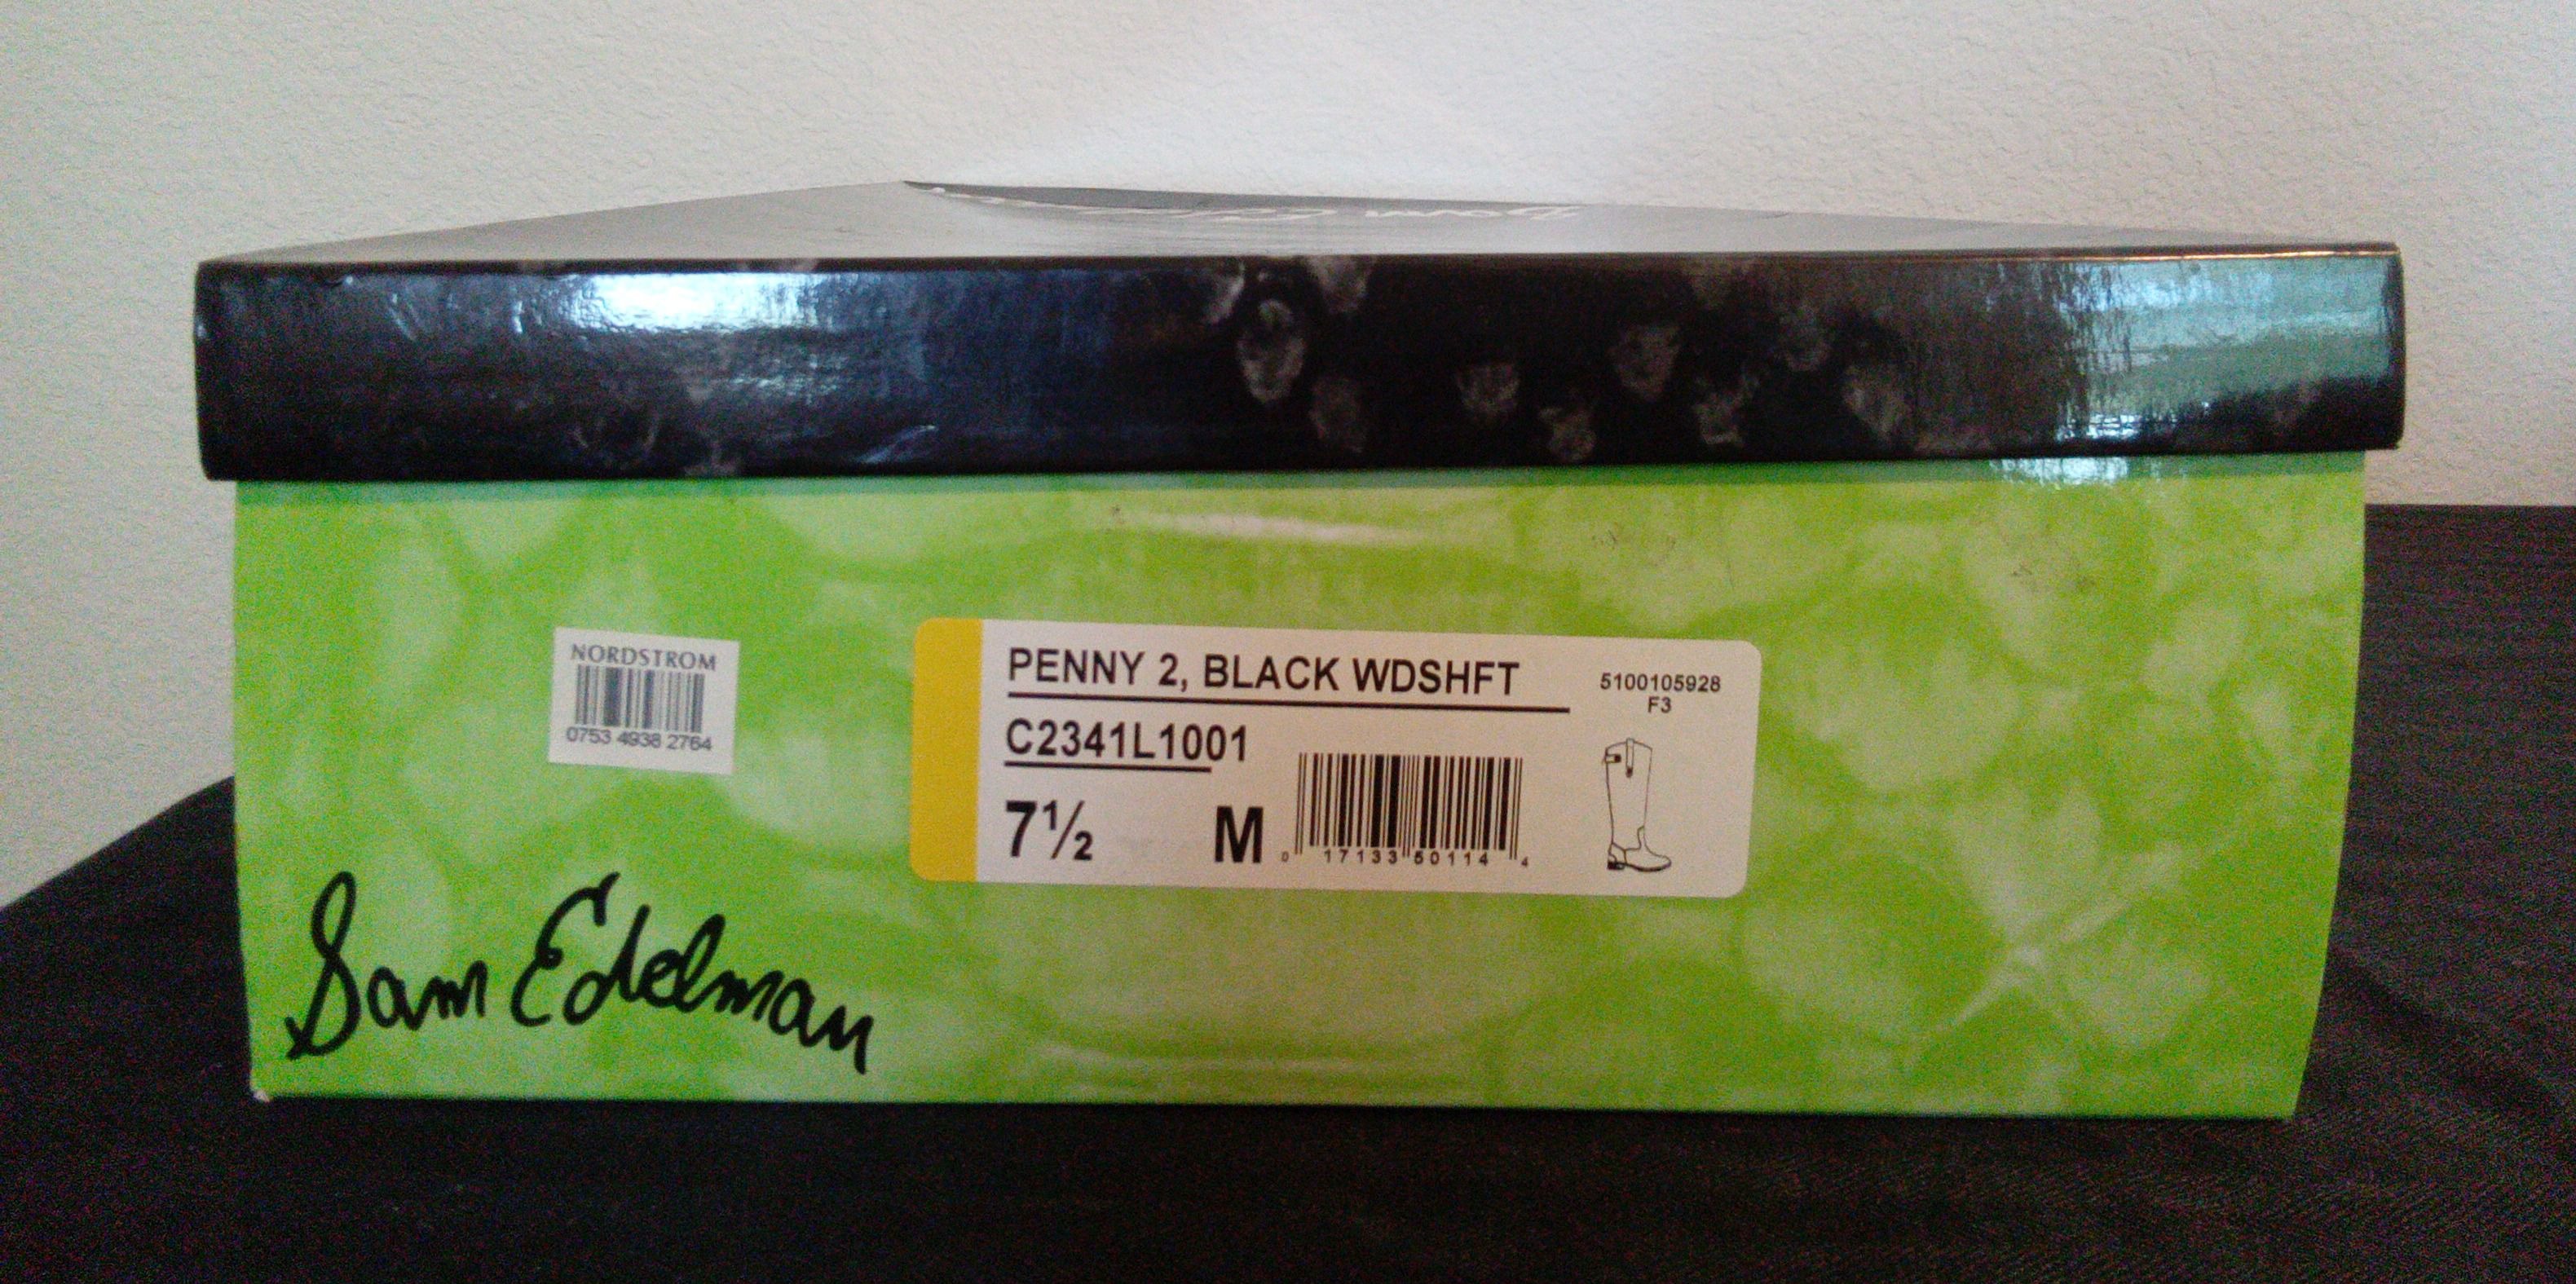 NORDSTROM
0753 4938 2764
PENNY 2, BLACK WDSHFT
5100105928
F3
C2341L1001
7½ M
0 17133 50114 4
Sam Edelman